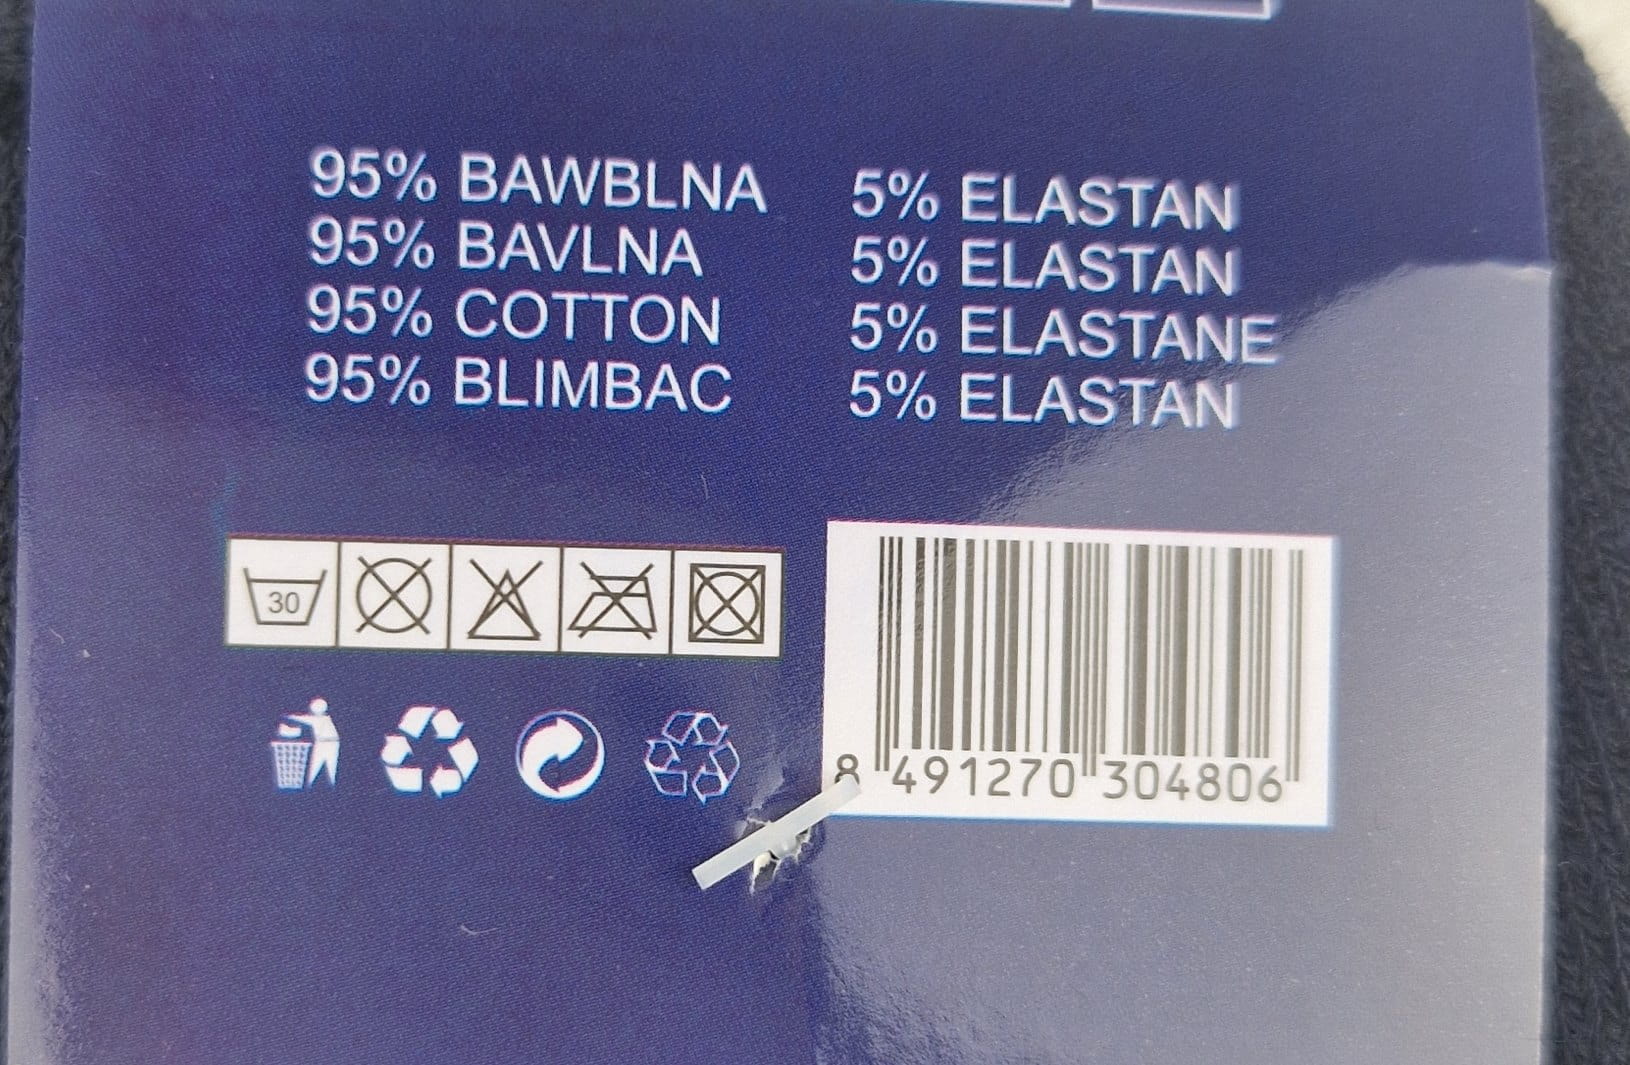 95% BAWBLNA 5% ELASTAN
95% BAVLNA 5% ELASTAN
95% COTTON 5% ELASTANE
95% BLIMBAC 5% ELASTAN
30
8 491270 304806